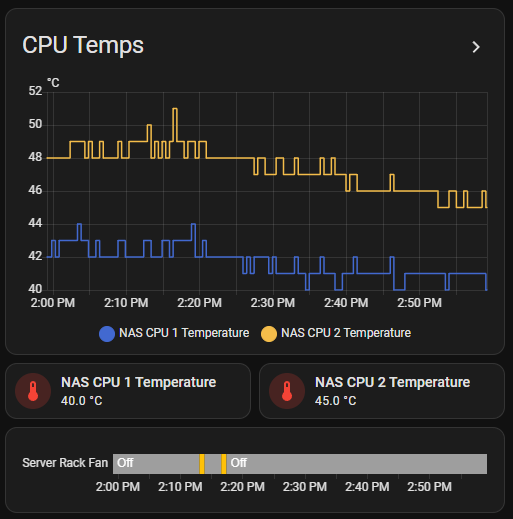 CPU Temps
°C
52
50
48
46
44
42
40
2:00 PM 2:10 PM 2:20 PM 2:30 PM 2:40 PM 2:50 PM
NAS CPU 1 Temperature NAS CPU 2 Temperature
NAS CPU 1 Temperature
40.0 °C
NAS CPU 2 Temperature
45.0 °C
Server Rack Fan Off Off
2:00 PM 2:10 PM 2:20 PM 2:30 PM 2:40 PM 2:50 PM